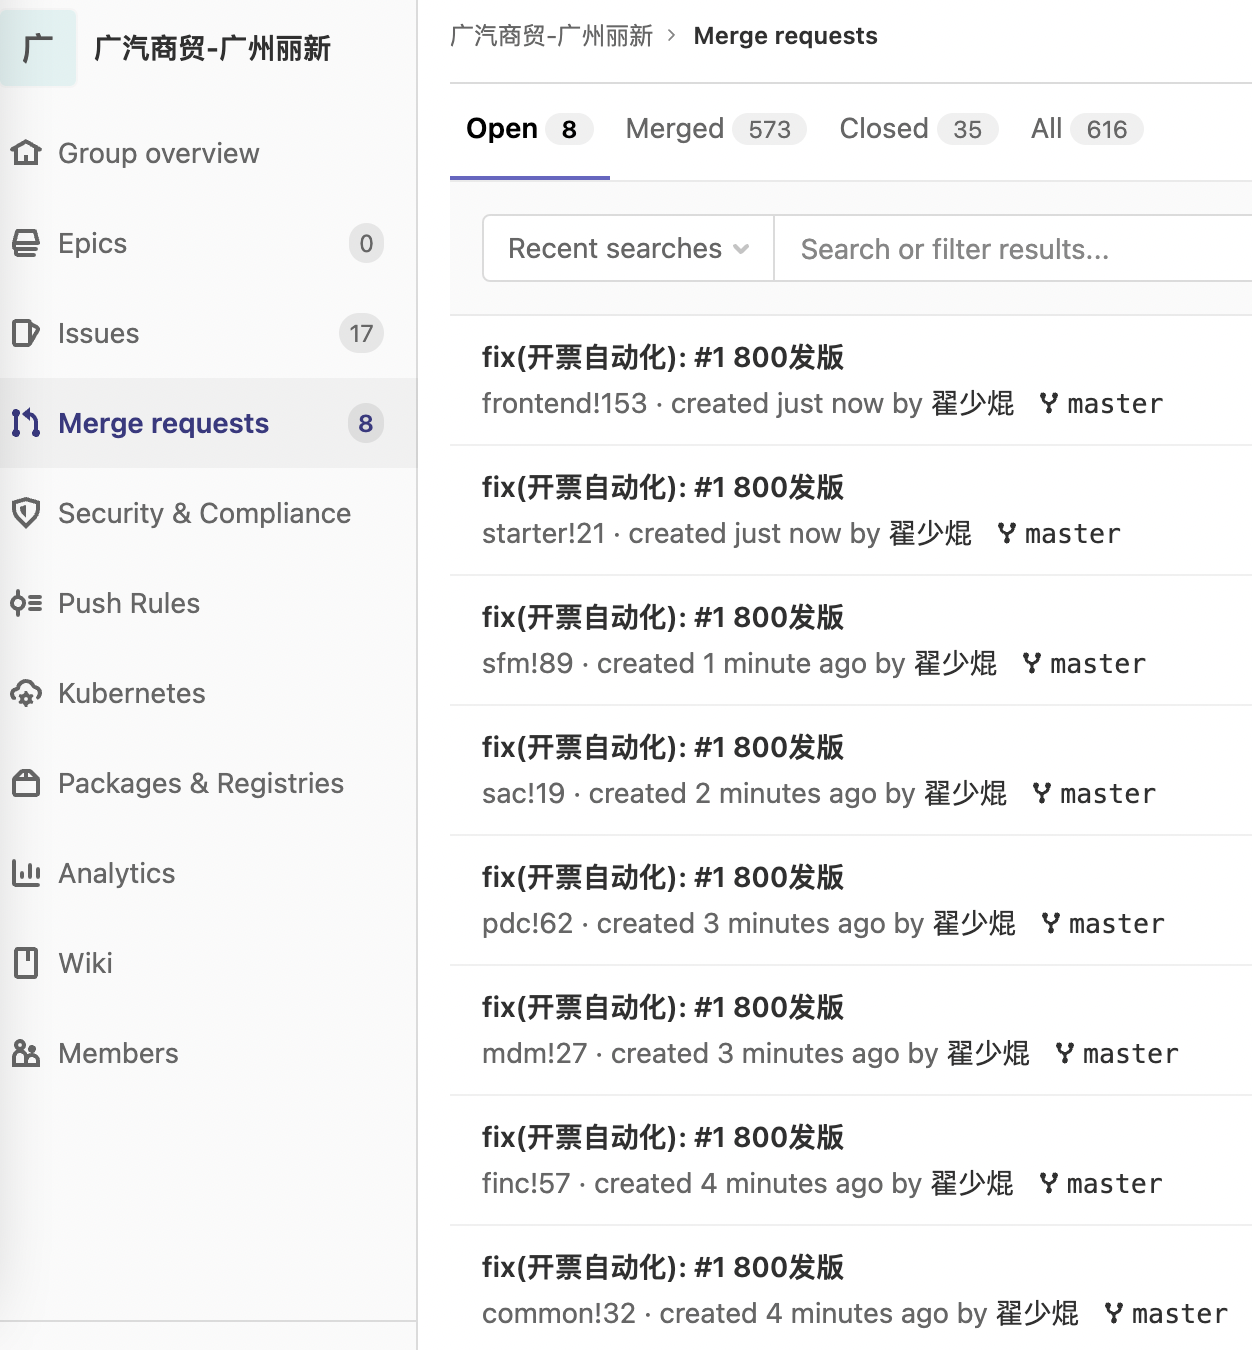 广
广汽商贸-广州丽新
Group overview
Epics 0
Issues 17
Merge requests 8
Security & Compliance
Push Rules
Kubernetes
Packages & Registries
Analytics
Wiki
Members
广汽商贸-广州丽新 › Merge requests
Open 8 Merged 573 Closed 35 All 616
Recent searches Search or filter results...
fix(开票自动化): #1 800发版
frontend!153 · created just now by 翟少焜 master
fix(开票自动化): #1 800发版
starter!21 · created just now by 翟少焜 master
fix(开票自动化): #1 800发版
sfm!89 · created 1 minute ago by 翟少焜 master
fix(开票自动化): #1 800发版
sac!19 · created 2 minutes ago by 翟少焜 master
fix(开票自动化): #1 800发版
pdc!62 · created 3 minutes ago by 翟少焜 master
fix(开票自动化): #1 800发版
mdm!27 · created 3 minutes ago by 翟少焜 master
fix(开票自动化): #1 800发版
finc!57 · created 4 minutes ago by 翟少焜 master
fix(开票自动化): #1 800发版
common!32 · created 4 minutes ago by 翟少焜 master